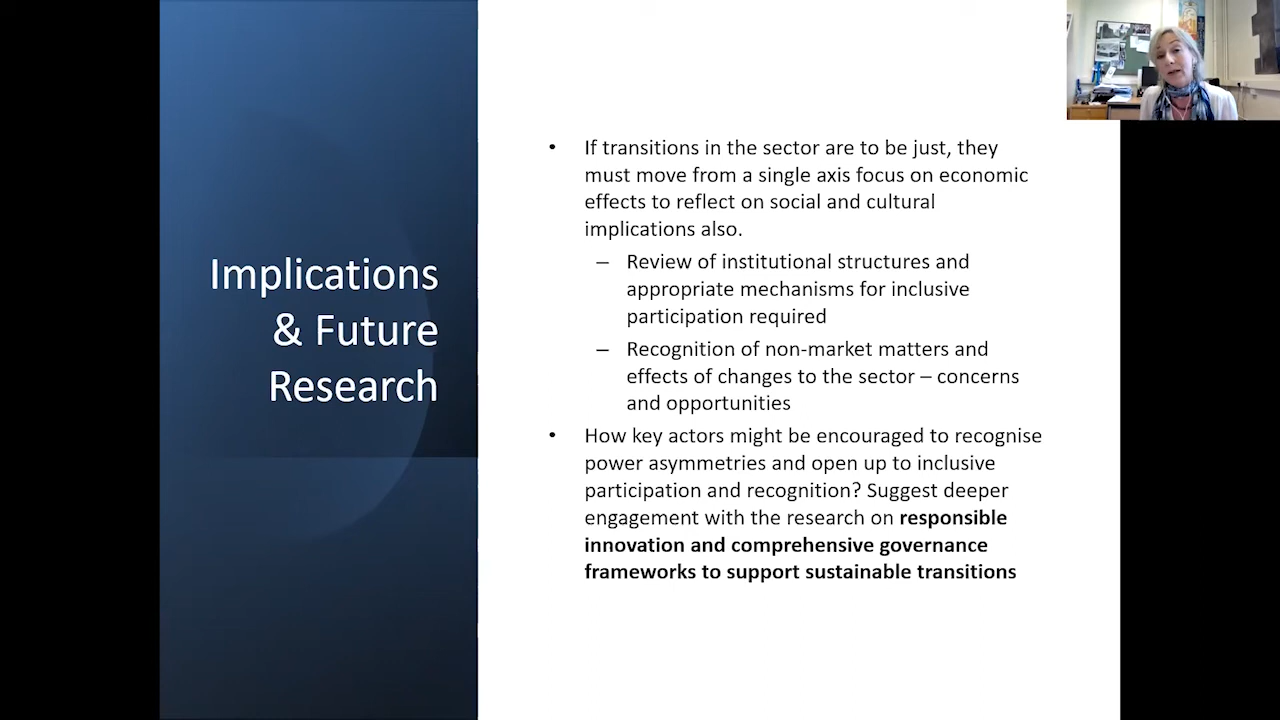 Implications
& Future
Research
• If transitions in the sector are to be just, they
must move from a single axis focus on economic
effects to reflect on social and cultural
implications also.
– Review of institutional structures and
appropriate mechanisms for inclusive
participation required
– Recognition of non-market matters and
effects of changes to the sector – concerns
and opportunities
• How key actors might be encouraged to recognise
power asymmetries and open up to inclusive
participation and recognition? Suggest deeper
engagement with the research on responsible
innovation and comprehensive governance
frameworks to support sustainable transitions